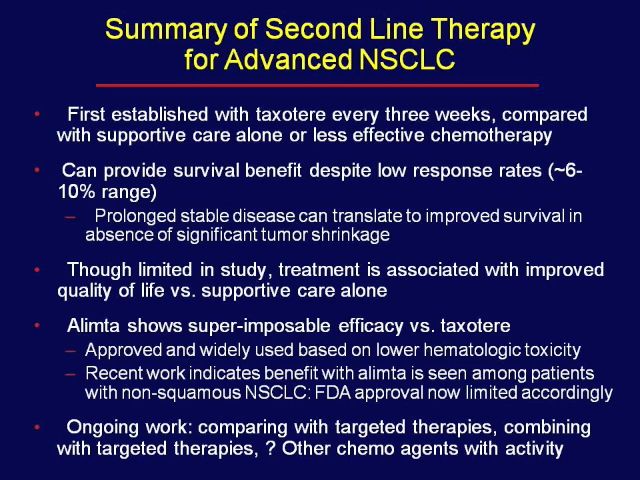 Summary of Second Line Therapy
for Advanced NSCLC
• First established with taxotere every three weeks, compared
with supportive care alone or less effective chemotherapy
• Can provide survival benefit despite low response rates (~6-
10% range)
– Prolonged stable disease can translate to improved survival in
absence of significant tumor shrinkage
• Though limited in study, treatment is associated with improved
quality of life vs. supportive care alone
• Alimta shows super-imposable efficacy vs. taxotere
– Approved and widely used based on lower hematologic toxicity
– Recent work indicates benefit with alimta is seen among patients
with non-squamous NSCLC: FDA approval now limited accordingly
• Ongoing work: comparing with targeted therapies, combining
with targeted therapies, ? Other chemo agents with activity